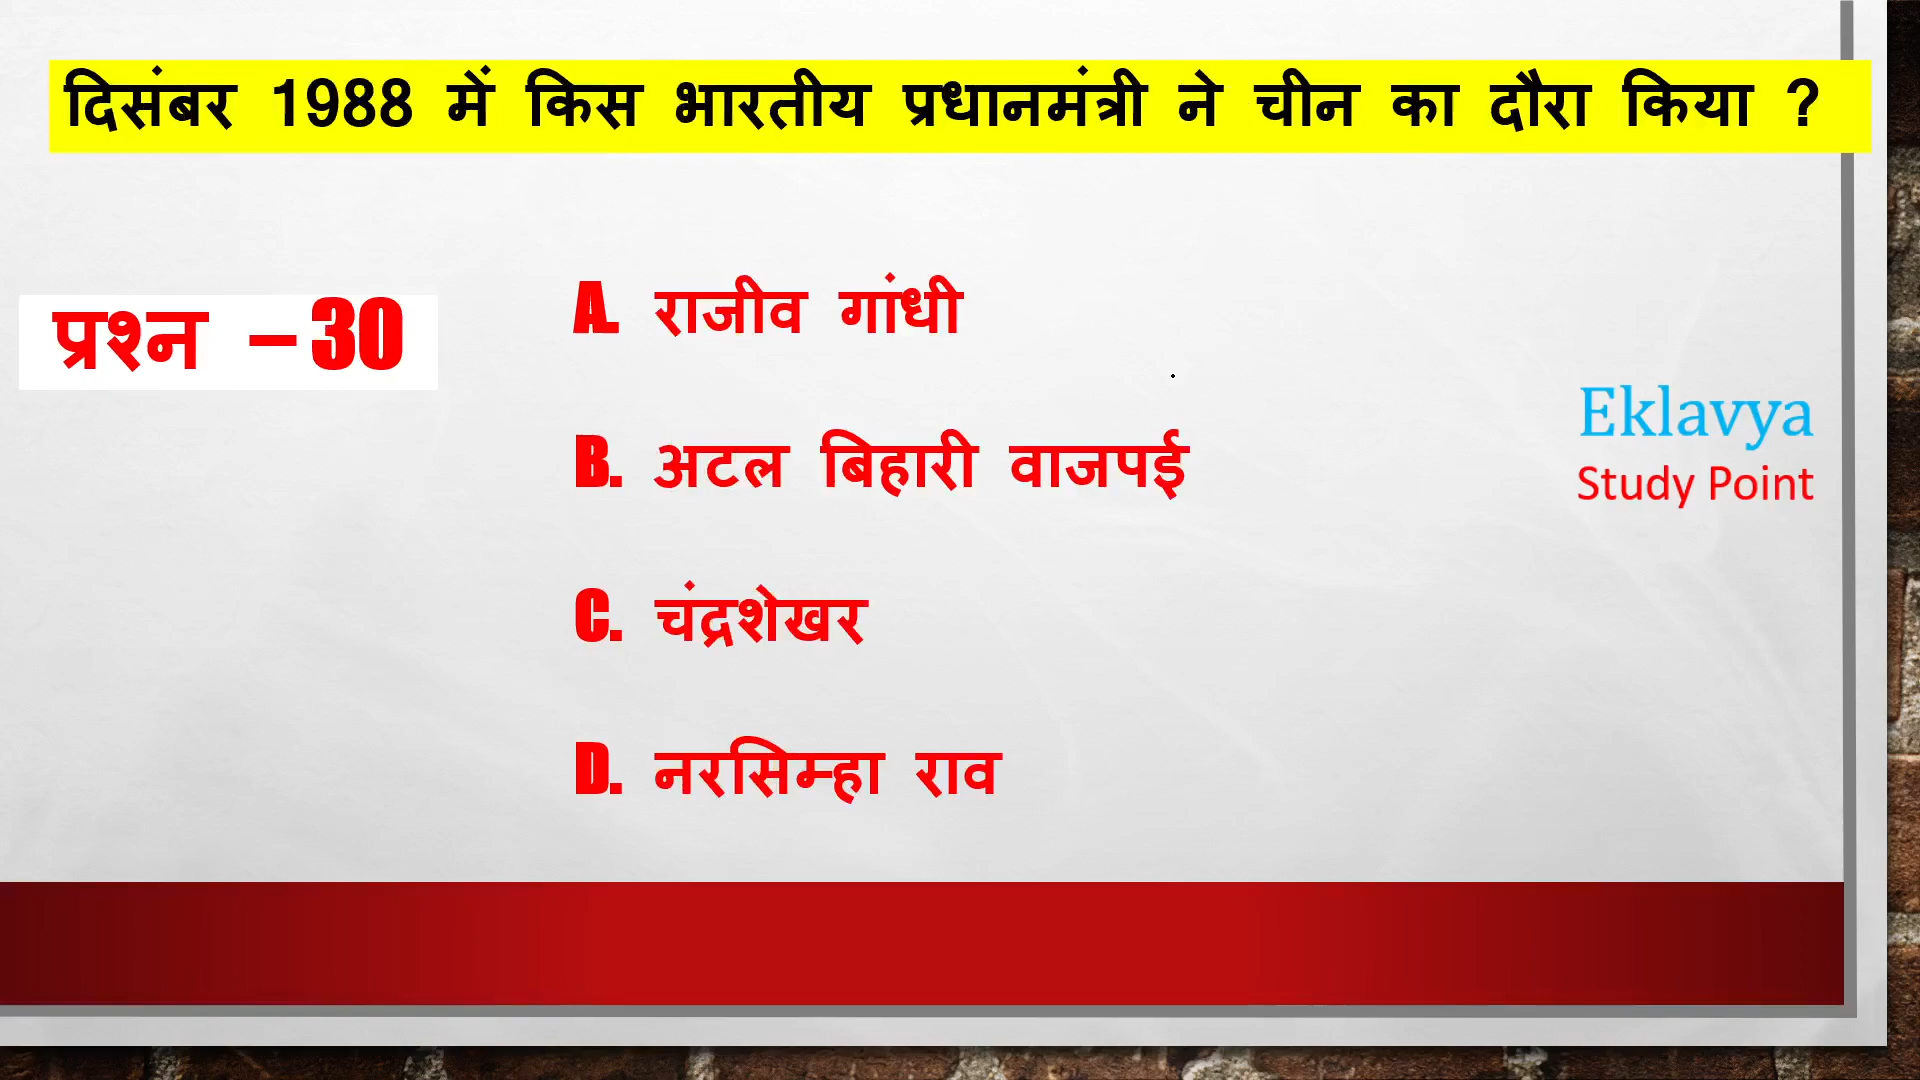 दिसंबर 1988 में किस भारतीय प्रधानमंत्री ने चीन का दौरा किया ?
प्रश्न – 30
A. राजीव गांधी
B. अटल बिहारी वाजपई
C. चंद्रशेखर
D. नरसिम्हा राव
Eklavya
Study Point